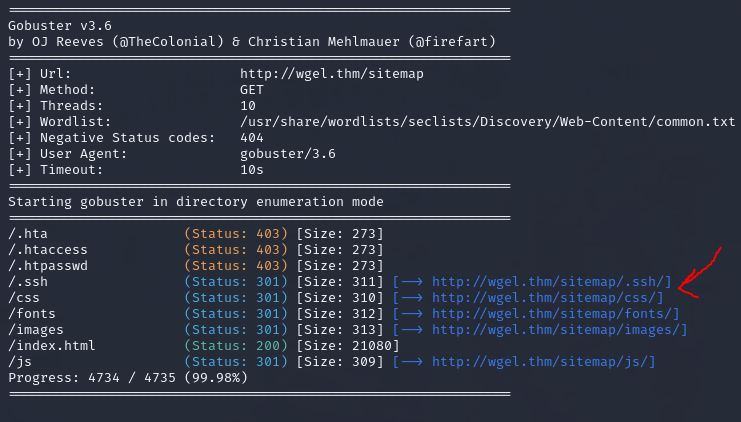 ===============================================================
Gobuster v3.6
by OJ Reeves (@TheColonial) & Christian Mehlmauer (@firefart)
===============================================================
[+] Url:                     http://wgel.thm/sitemap
[+] Method:                  GET
[+] Threads:                 10
[+] Wordlist:                /usr/share/wordlists/seclists/Discovery/Web-Content/common.txt
[+] Negative Status codes:   404
[+] User Agent:              gobuster/3.6
[+] Timeout:                 10s
===============================================================
Starting gobuster in directory enumeration mode
===============================================================
/.hta                 (Status: 403) [Size: 273]
/.htaccess            (Status: 403) [Size: 273]
/.htpasswd            (Status: 403) [Size: 273]
/.ssh                 (Status: 301) [Size: 311] [--> http://wgel.thm/sitemap/.ssh/]
/css                  (Status: 301) [Size: 310] [--> http://wgel.thm/sitemap/css/]
/fonts                (Status: 301) [Size: 312] [--> http://wgel.thm/sitemap/fonts/]
/images               (Status: 301) [Size: 313] [--> http://wgel.thm/sitemap/images/]
/index.html           (Status: 200) [Size: 21080]
/js                   (Status: 301) [Size: 309] [--> http://wgel.thm/sitemap/js/]
Progress: 4734 / 4735 (99.98%)
===============================================================